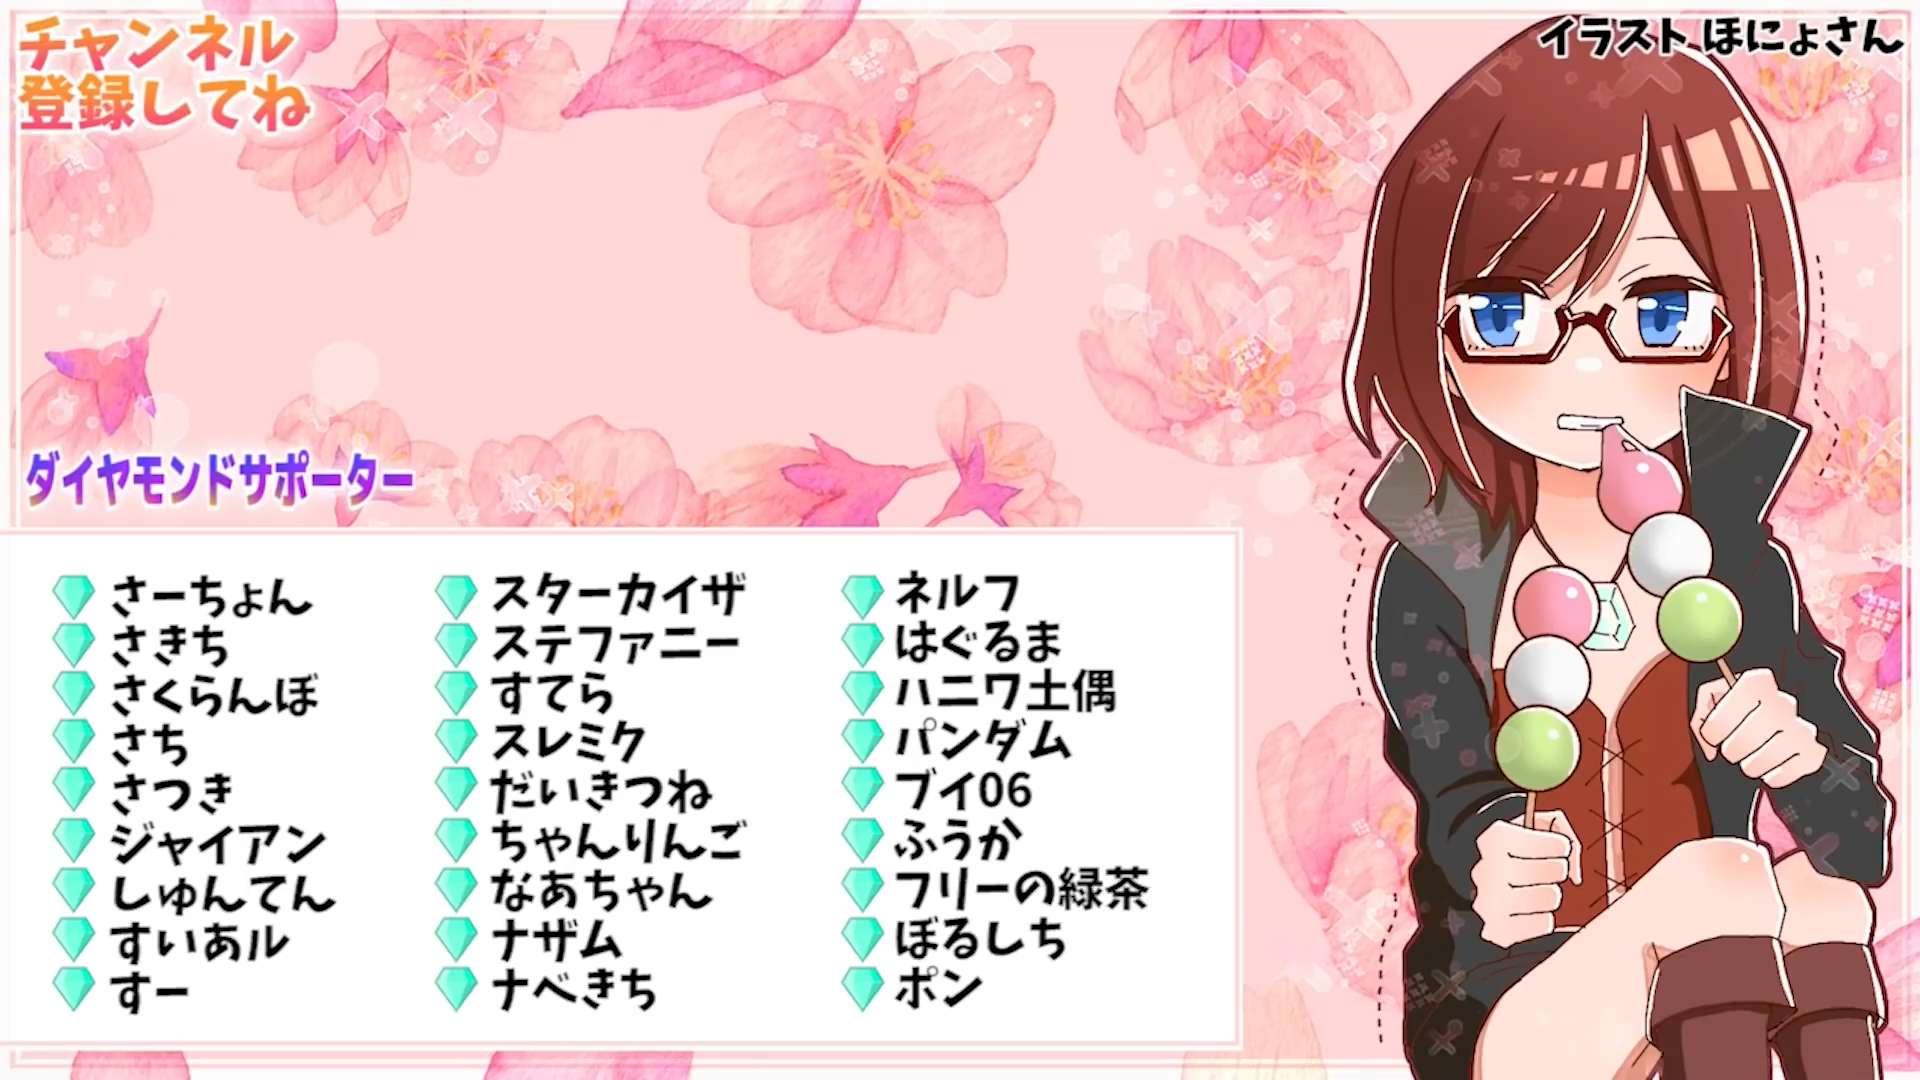 チャンネル
登録してね
イラスト ほにょさん
ダイヤモンドサポーター
さーちょん
さきち
さくらんぼ
さち
さつき
ジャイアン
しゅんてん
すいあル
すー
スターカイザ
ステファニー
すてら
スレミク
だいきつね
ちゃんりんご
なあちゃん
ナザム
ナベきち
ネルフ
はぐるま
ハニワ土偶
パンダム
ブイ06
ふうか
フリーの緑茶
ぼるしち
ポン